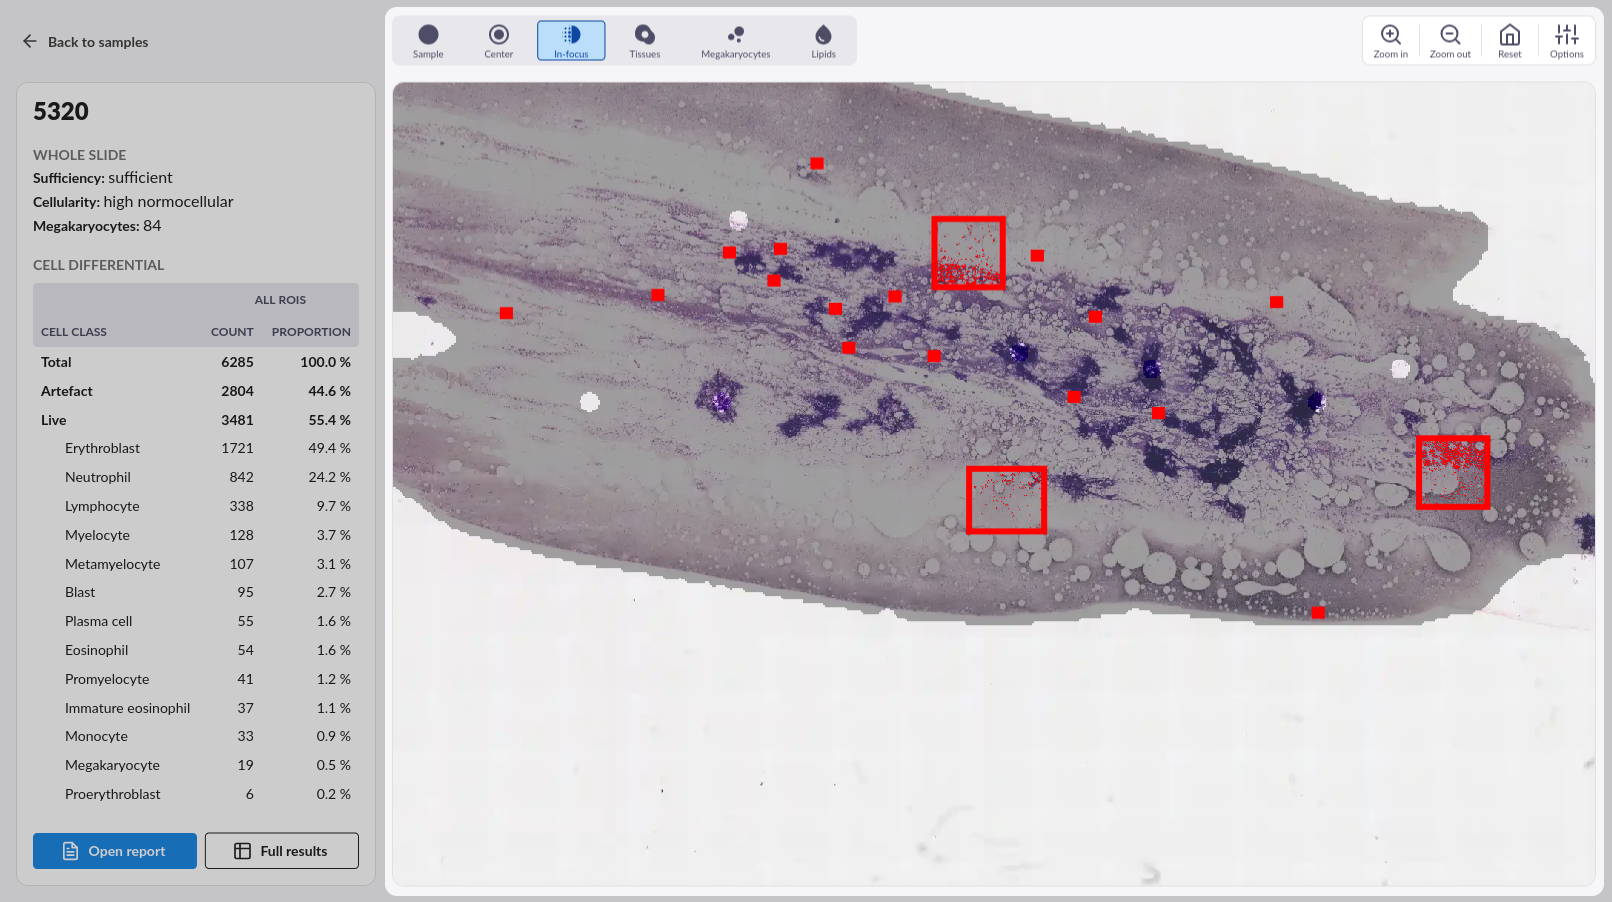 Back to samples
5320
WHOLE SLIDE
Sufficiency: sufficient
Cellularity: high normocellular
Megakaryocytes: 84
CELL DIFFERENTIAL
ALL ROIS
CELL CLASS COUNT PROPORTION
Total 6285 100.0 %
Artefact 2804 44.6 %
Live 3481 55.4 %
Erythroblast 1721 49.4 %
Neutrophil 842 24.2 %
Lymphocyte 338 9.7 %
Myelocyte 128 3.7 %
Metamyelocyte 107 3.1 %
Blast 95 2.7 %
Plasma cell 55 1.6 %
Eosinophil 54 1.6 %
Promyelocyte 41 1.2 %
Immature eosinophil 37 1.1 %
Monocyte 33 0.9 %
Megakaryocyte 19 0.5 %
Proerythroblast 6 0.2 %
Open report Full results
Sample Center In-focus Tissues Megakaryocytes Lipids
Zoom in Zoom out Reset Options